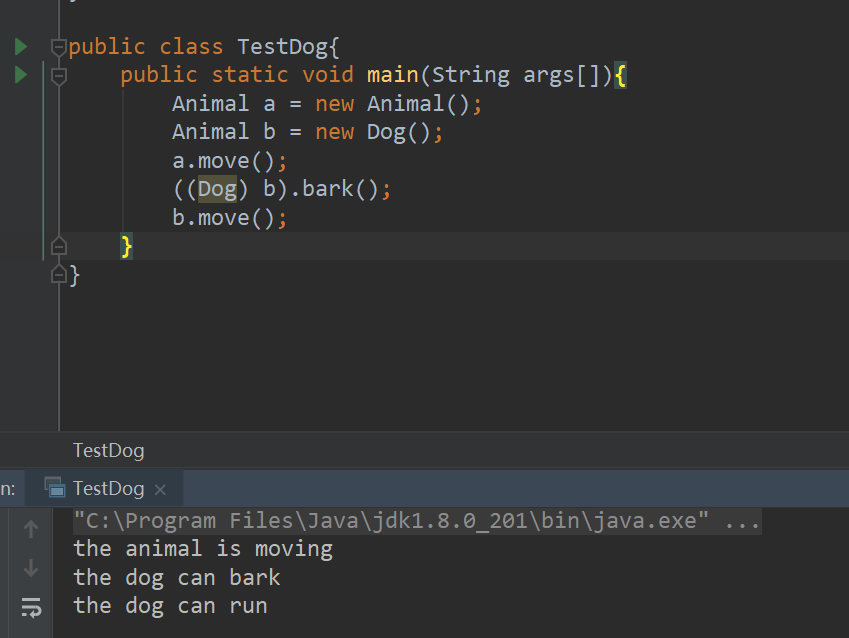 public class TestDog{
public static void main(String args[]){
Animal a = new Animal();
Animal b = new Dog();
a.move();
((Dog) b).bark();
b.move();
}
}
TestDog
n: TestDog ×
"C:\Program Files\Java\jdk1.8.0_201\bin\java.exe" ...
the animal is moving
the dog can bark
the dog can run